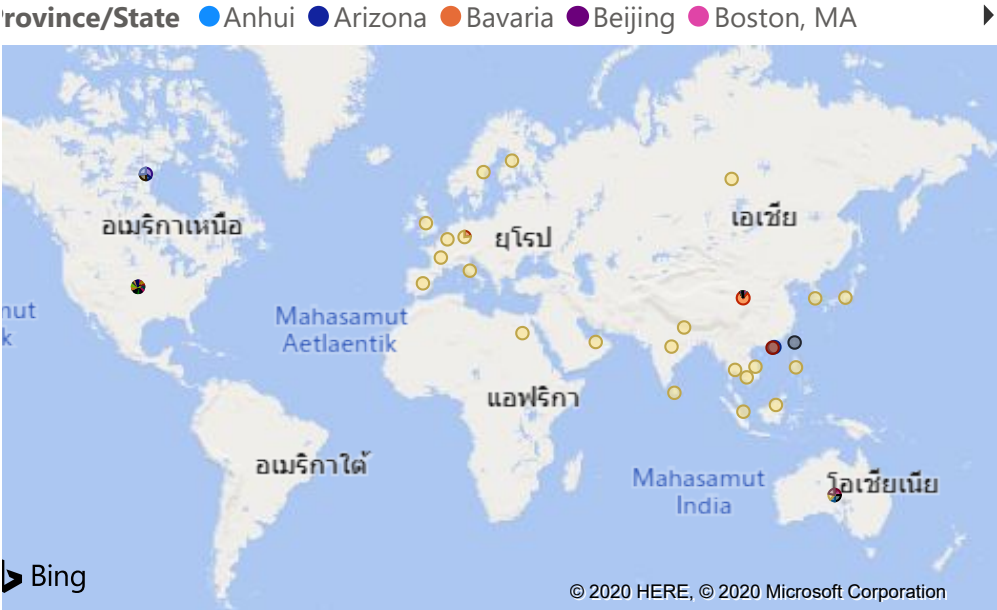 rovince/State Anhui Arizona Bavaria Beijing Boston, MA
อเมริกาเหนือ
เอเชีย
ยุโรป
mut
k
Mahasamut
Aetlaentik
แอฟริกา
อเมริกาใต้
Mahasamut
India
โอเชียเนีย
Bing
© 2020 HERE, © 2020 Microsoft Corporation